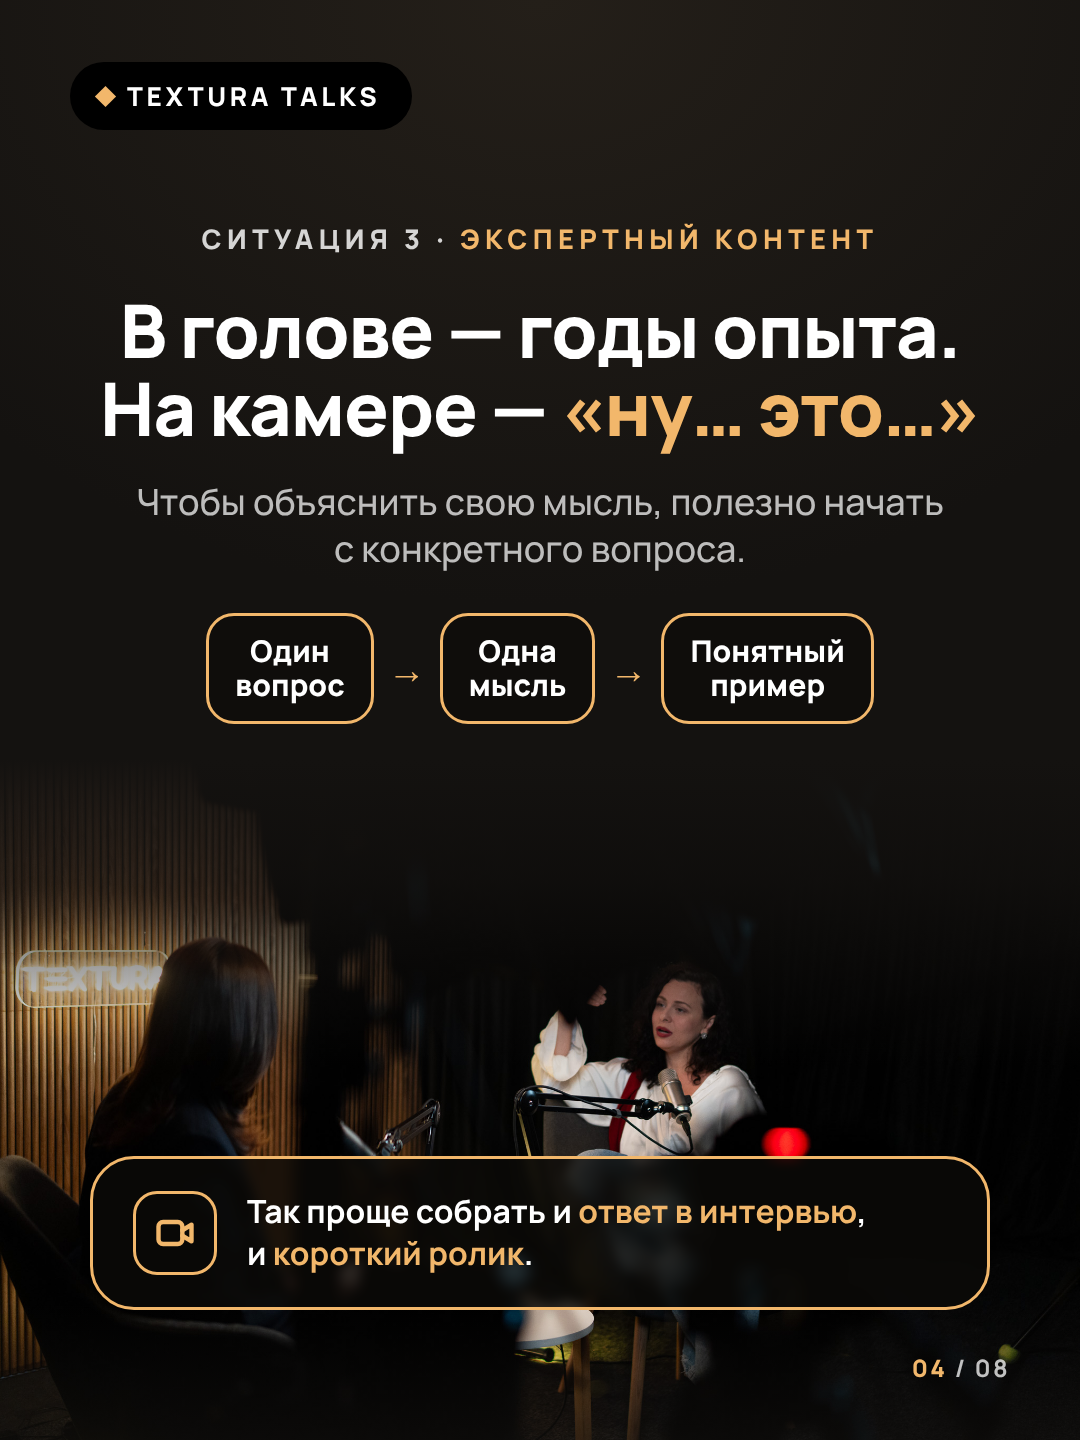 TEXTURA TALKS
СИТУАЦИЯ 3 · ЭКСПЕРТНЫЙ КОНТЕНТ
В голове — годы опыта.
На камере — «ну... это...»
Чтобы объяснить свою мысль, полезно начать
с конкретного вопроса.
Один
вопрос
→
Одна
мысль
→
Понятный
пример
TEXTURA
Так проще собрать и ответ в интервью,
и короткий ролик.
04 / 08